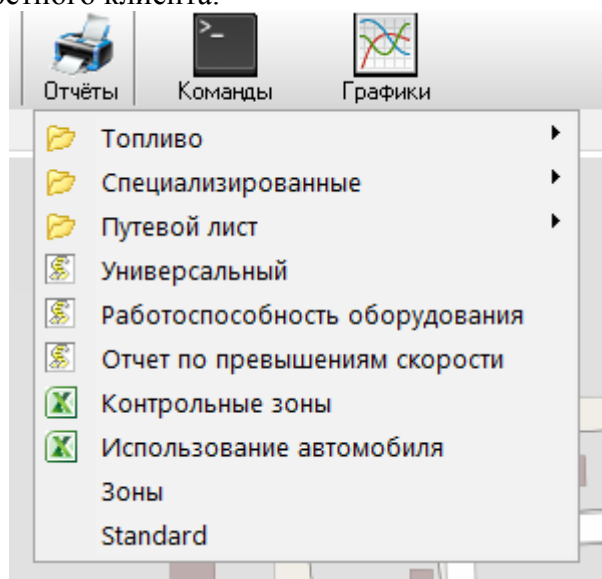 клиента.
>_
Отчёты Команды Графики
Топливо
Специализированные
Путевой лист
Универсальный
Работоспособность оборудования
Отчет по превышениям скорости
Контрольные зоны
Использование автомобиля
Зоны
Standard